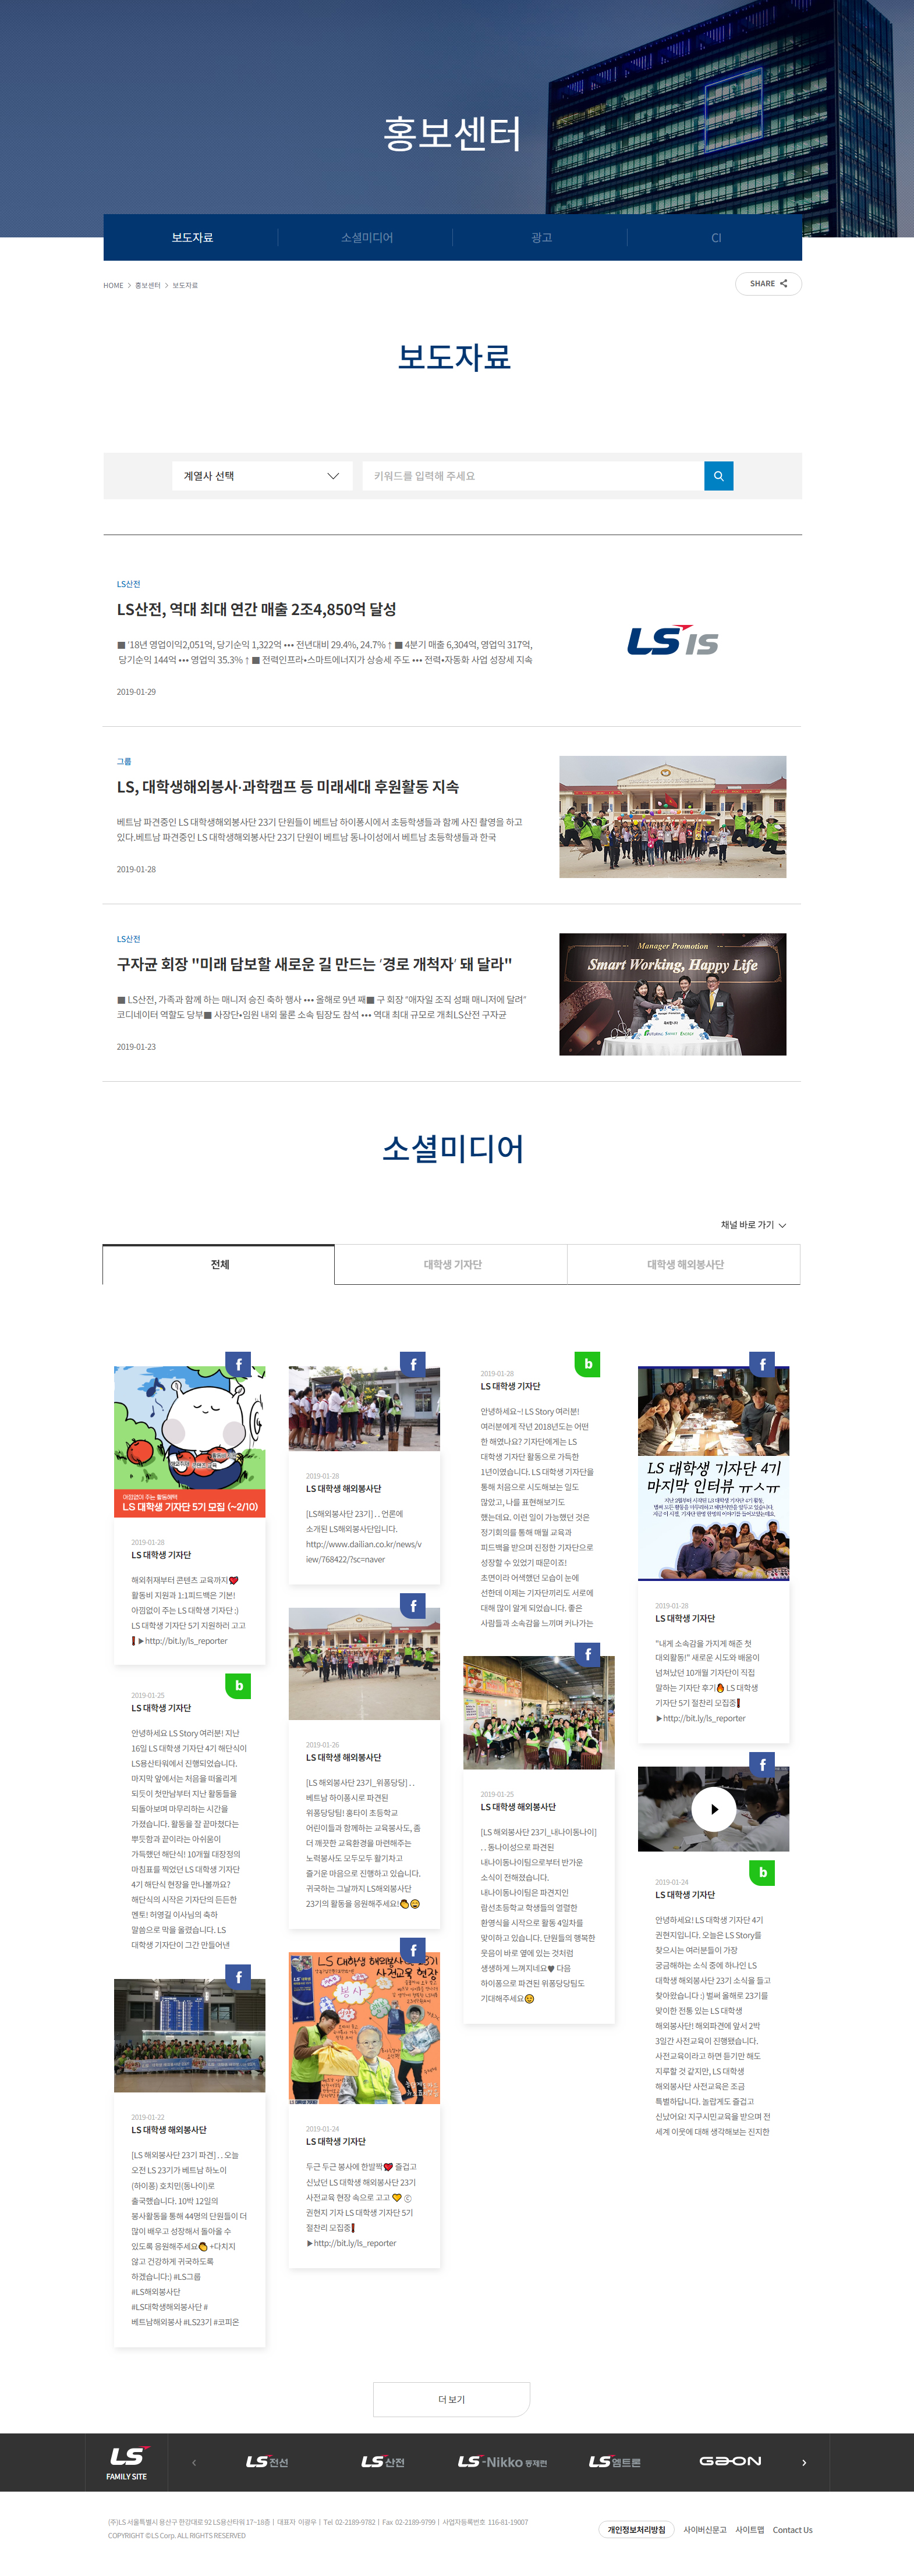 홍보센터
보도자료
소셜미디어
광고
CI
HOME > 홍보센터 > 보도자료
SHARE
보도자료
계열사 선택
키워드를 입력해 주세요
LS산전
LS산전, 역대 최대 연간 매출 2조4,850억 달성
■ ‘18년 영업이익2,051억, 당기순익 1,322억 ••• 전년대비 29.4%, 24.7%↑■ 4분기 매출 6,304억, 영업익 317억,
당기순익 144억 ••• 영업익 35.3%↑■ 전력인프라•스마트에너지가 상승세 주도 ••• 전력•자동화 사업 성장세 지속
2019-01-29
LS IS
그룹
LS, 대학생해외봉사·과학캠프 등 미래세대 후원활동 지속
베트남 파견중인 LS 대학생해외봉사단 23기 단원들이 베트남 하이퐁시에서 초등학생들과 함께 사진 촬영을 하고
있다.베트남 파견중인 LS 대학생해외봉사단 23기 단원이 베트남 동나이성에서 베트남 초등학생들과 한국
2019-01-28
LS산전
구자균 회장 "미래 담보할 새로운 길 만드는 ‘경로 개척자’ 돼 달라"
■ LS산전, 가족과 함께 하는 매니저 승진 축하 행사 ••• 올해로 9년 째■ 구 회장 “애자일 조직 성패 매니저에 달려”
코디네이터 역할도 당부■ 사장단•임원 내외 물론 소속 팀장도 참석 ••• 역대 최대 규모로 개최LS산전 구자균
2019-01-23
Manager Promotion
Smart Working, Happy Life
소셜미디어
채널 바로 가기
전체
대학생 기자단
대학생 해외봉사단
아낌없이 주는 활동혜택
LS 대학생 기자단 5기 모집 (~2/10)
2019-01-28
LS 대학생 기자단
해외취재부터 콘텐츠 교육까지💓
활동비 지원과 1:1피드백은 기본!
아낌없이 주는 LS 대학생 기자단 :)
LS 대학생 기자단 5기 지원하러 고고
❗ ▶http://bit.ly/ls_reporter
2019-01-25
LS 대학생 기자단
안녕하세요 LS Story 여러분! 지난
16일 LS 대학생 기자단 4기 해단식이
LS용산타워에서 진행되었습니다.
마지막 앞에서는 처음을 떠올리게
되듯이 첫만남부터 지난 활동들을
되돌아보며 마무리하는 시간을
가졌습니다. 활동을 잘 끝마쳤다는
뿌듯함과 끝이라는 아쉬움이
가득했던 해단식! 10개월 대장정의
마침표를 찍었던 LS 대학생 기자단
4기 해단식 현장을 만나볼까요?
해단식의 시작은 기자단의 든든한
멘토! 허영길 이사님의 축하
말씀으로 막을 올렸습니다. LS
대학생 기자단이 그간 만들어낸
2019-01-22
LS 대학생 해외봉사단
[LS 해외봉사단 23기 파견] . . 오늘
오전 LS 23기가 베트남 하노이
(하이퐁) 호치민(동나이)로
출국했습니다. 10박 12일의
봉사활동을 통해 44명의 단원들이 더
많이 배우고 성장해서 돌아올 수
있도록 응원해주세요👏 +다치지
않고 건강하게 귀국하도록
하겠습니다:) #LS그룹
#LS해외봉사단
#LS대학생해외봉사단 #
베트남해외봉사 #LS23기 #코피온
2019-01-28
LS 대학생 해외봉사단
[LS해외봉사단 23기] . . 언론에
소개된 LS해외봉사단입니다.
http://www.dailian.co.kr/news/v
iew/768422/?sc=naver
2019-01-26
LS 대학생 해외봉사단
[LS 해외봉사단 23기_위퐁당당] . .
베트남 하이퐁시로 파견된
위퐁당당팀! 홍타이 초등학교
어린이들과 함께하는 교육봉사도, 좀
더 깨끗한 교육환경을 마련해주는
노력봉사도 모두모두 활기차고
즐거운 마음으로 진행하고 있습니다.
귀국하는 그날까지 LS해외봉사단
23기의 활동을 응원해주세요!👏😄
LS 대학생 해외봉사단 23기
사전교육 현장
봉사
2019-01-24
LS 대학생 기자단
두근 두근 봉사에 한발짝💓 즐겁고
신났던 LS 대학생 해외봉사단 23기
사전교육 현장 속으로 고고 💛 ⓒ
권현지 기자 LS 대학생 기자단 5기
절찬리 모집중❗
▶http://bit.ly/ls_reporter
2019-01-28
LS 대학생 기자단
안녕하세요~! LS Story 여러분!
여러분에게 작년 2018년도는 어떤
한 해였나요? 기자단에게는 LS
대학생 기자단 활동으로 가득한
1년이였습니다. LS 대학생 기자단을
통해 처음으로 시도해보는 일도
많았고, 나를 표현해보기도
했는데요. 이런 일이 가능했던 것은
정기회의를 통해 매월 교육과
피드백을 받으며 진정한 기자단으로
성장할 수 있었기 때문이죠!
초면이라 어색했던 모습이 눈에
선한데 이제는 기자단끼리도 서로에
대해 많이 알게 되었습니다. 좋은
사람들과 소속감을 느끼며 커나가는
2019-01-25
LS 대학생 해외봉사단
[LS 해외봉사단 23기_내나이동나이]
. . 동나이성으로 파견된
내나이동나이팀으로부터 반가운
소식이 전해졌습니다.
내나이동나이팀은 파견지인
람선초등학교 학생들의 열렬한
환영식을 시작으로 활동 4일차를
맞이하고 있습니다. 단원들의 행복한
웃음이 바로 옆에 있는 것처럼
생생하게 느껴지네요♥ 다음
하이퐁으로 파견된 위퐁당당팀도
기대해주세요😉
LS 대학생 기자단 4기
마지막 인터뷰 ㅠㅅㅠ
2019-01-28
LS 대학생 기자단
"내게 소속감을 가지게 해준 첫
대외활동!" 새로운 시도와 배움이
넘쳐났던 10개월 기자단이 직접
말하는 기자단 후기🔥 LS 대학생
기자단 5기 절찬리 모집중❗
▶http://bit.ly/ls_reporter
2019-01-24
LS 대학생 기자단
안녕하세요! LS 대학생 기자단 4기
권현지입니다. 오늘은 LS Story를
찾으시는 여러분들이 가장
궁금해하는 소식 중에 하나인 LS
대학생 해외봉사단 23기 소식을 들고
찾아왔습니다 :) 벌써 올해로 23기를
맞이한 전통 있는 LS 대학생
해외봉사단! 해외파견에 앞서 2박
3일간 사전교육이 진행됐습니다.
사전교육이라고 하면 듣기만 해도
지루할 것 같지만, LS 대학생
해외봉사단 사전교육은 조금
특별하답니다. 놀랍게도 즐겁고
신났어요! 지구시민교육을 받으며 전
세계 이웃에 대해 생각해보는 진지한
더 보기
LS
FAMILY SITE
LS전선
LS산전
LS-Nikko 동제련
LS엠트론
GAON
(주)LS 서울특별시 용산구 한강대로 92 LS용산타워 17~18층 | 대표자 이광우 | Tel 02-2189-9782 | Fax 02-2189-9799 | 사업자등록번호 116-81-19007
COPYRIGHT ©LS Corp. ALL RIGHTS RESERVED
개인정보처리방침
사이버신문고
사이트맵
Contact Us